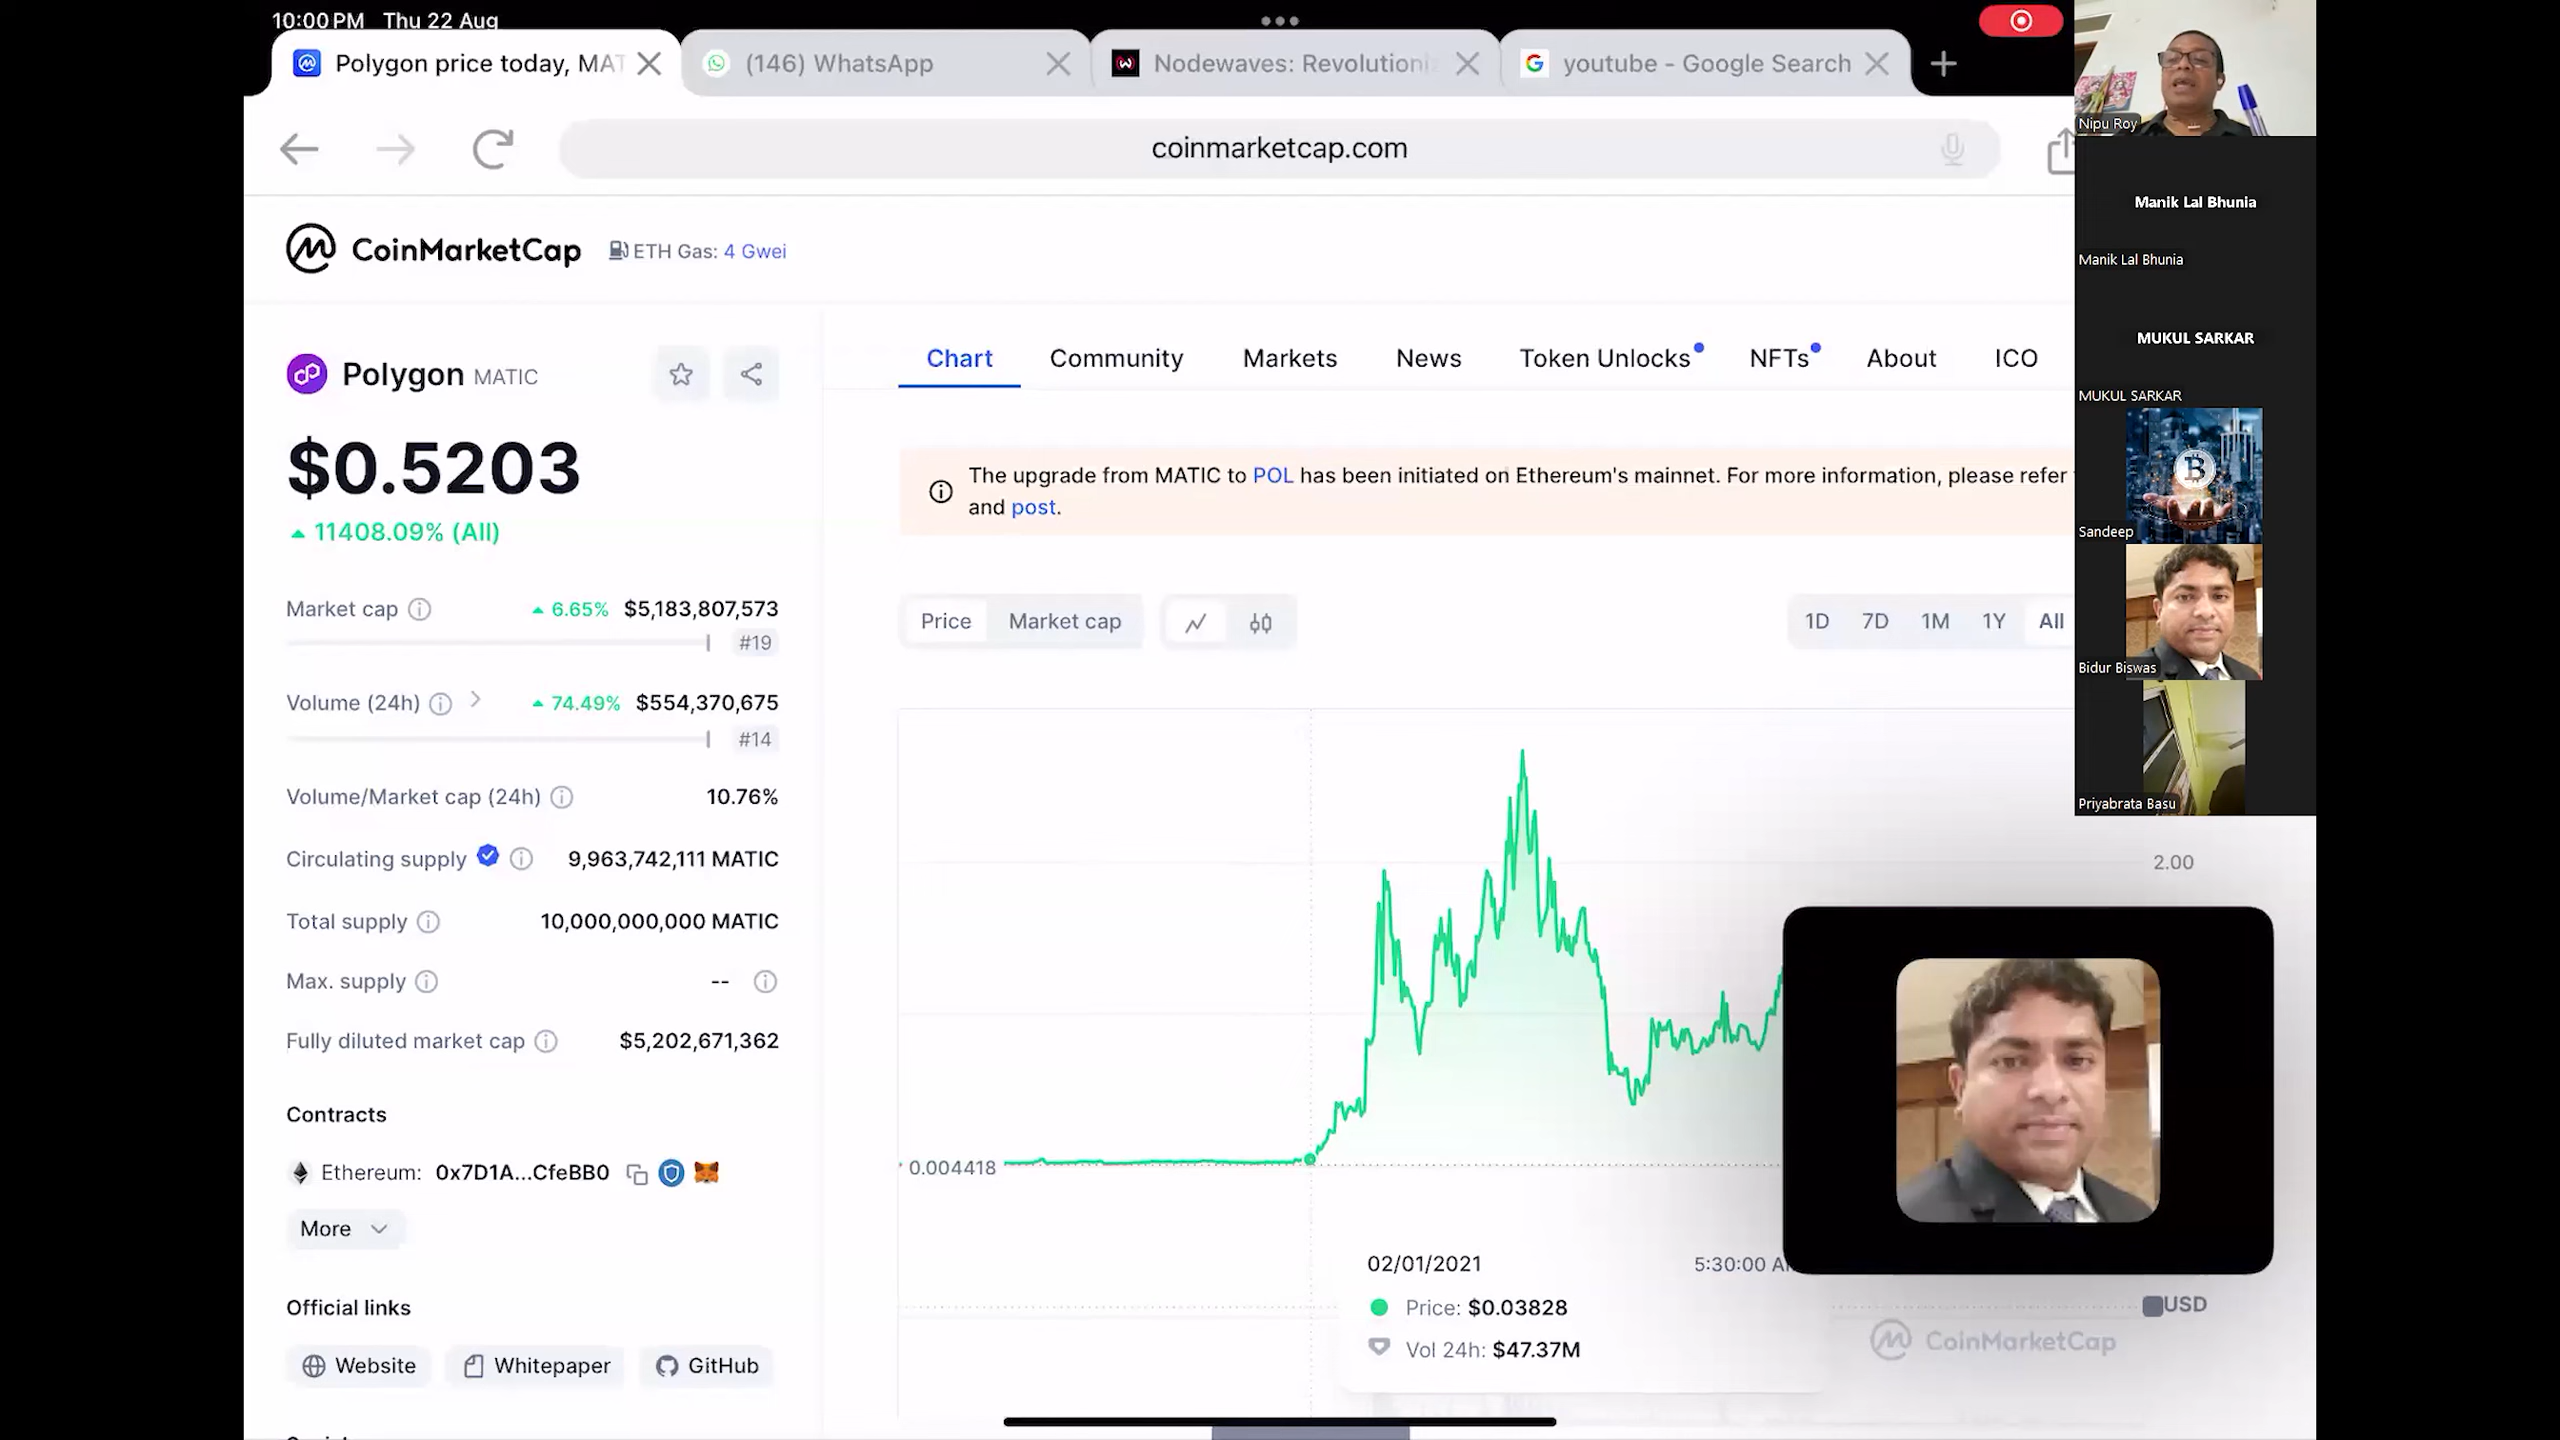 10:00 PM Thu 22 Aug
Polygon price today, MAT
(146) WhatsApp
Nodewaves: Revolutioni
youtube - Google Search
coinmarketcap.com
CoinMarketCap
ETH Gas: 4 Gwei
Polygon MATIC
$0.5203
11408.09% (All)
Market cap 6.65% $5,183,807,573
#19
Volume (24h) 74.49% $554,370,675
#14
Volume/Market cap (24h) 10.76%
Circulating supply 9,963,742,111 MATIC
Total supply 10,000,000,000 MATIC
Max. supply --
Fully diluted market cap $5,202,671,362
Contracts
Ethereum: 0x7D1A...CfeBB0
More
Official links
Website
Whitepaper
GitHub
Chart Community Markets News Token Unlocks NFTs About ICO
The upgrade from MATIC to POL has been initiated on Ethereum's mainnet. For more information, please refer
and post.
Price Market cap
1D 7D 1M 1Y All
2.00
0.004418
02/01/2021
5:30:00
Price: $0.03828
Vol 24h: $47.37M
USD
CoinMarketCap
Nipu Roy
Manik Lal Bhunia
Manik Lal Bhunia
MUKUL SARKAR
MUKUL SARKAR
Sandeep
Bidur Biswas
Priyabrata Basu